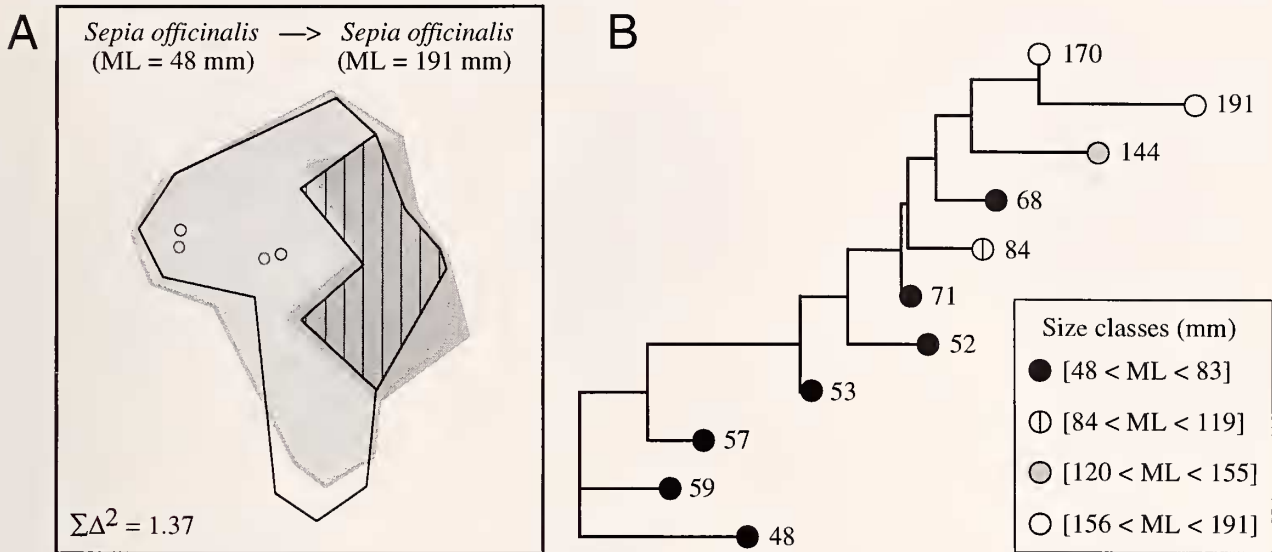 A
Sepia officinalis —> Sepia officinalis
(ML = 48 mm) (ML = 191 mm)
ΣΔ² = 1.37
B
170
191
144
68
84
71
52
53
57
59
48
Size classes (mm)
[48 < ML < 83]
[84 < ML < 119]
[120 < ML < 155]
[156 < ML < 191]